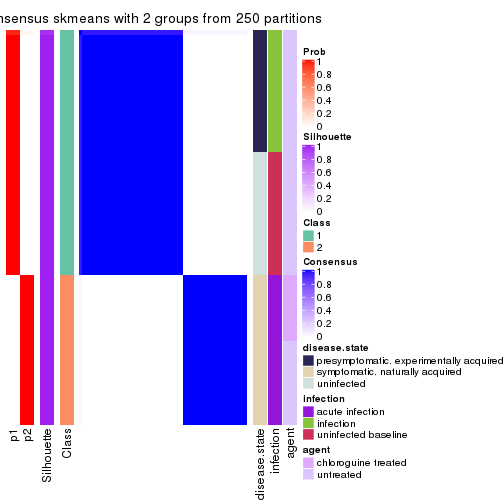 nsensus skmeans with 2 groups from 250 partitions
Prob
1
0.8
0.6
0.4
0.2
0
Silhouette
1
0.8
0.6
0.4
0.2
0
Class
1
2
Consensus
1
0.8
0.6
0.4
0.2
0
disease.state
presymptomatic. experimentally acquired
symptomatic. naturally acquired
uninfected
infection
acute infection
infection
uninfected baseline
agent
chloroguine treated
untreated
p1
p2
Silhouette
Class
disease.state
infection
agent